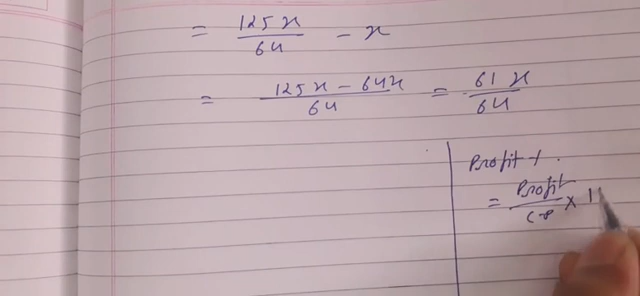 = 125x/64 - x
= 125x - 64x/64 = 61x/64
Profit %.
= Profit/CP × 1